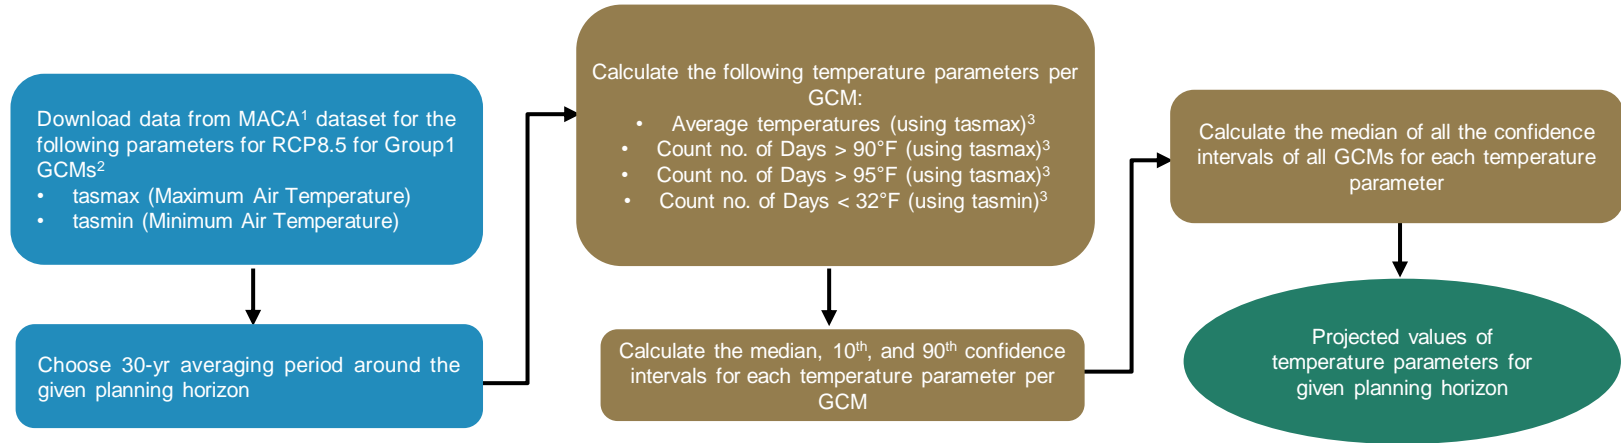 Download data from MACA¹ dataset for the
following parameters for RCP8.5 for Group1
GCMs²
• tasmax (Maximum Air Temperature)
• tasmin (Minimum Air Temperature)
Choose 30-yr averaging period around the
given planning horizon
Calculate the following temperature parameters per
GCM:
• Average temperatures (using tasmax)³
• Count no. of Days > 90°F (using tasmax)³
• Count no. of Days > 95°F (using tasmax)³
• Count no. of Days < 32°F (using tasmin)³
Calculate the median, 10th, and 90th confidence
intervals for each temperature parameter per
GCM
Calculate the median of all the confidence
intervals of all GCMs for each temperature
parameter
Projected values of
temperature parameters for
given planning horizon